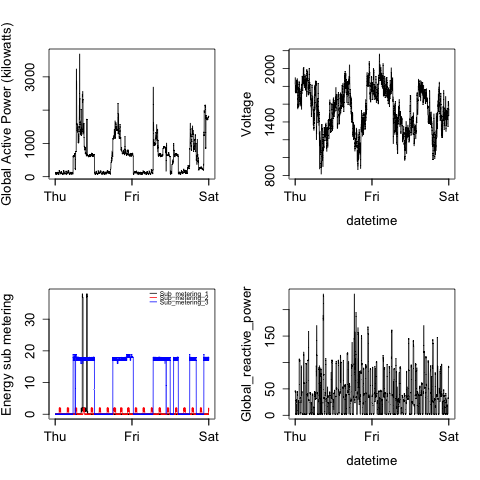 Global Active Power (kilowatts)
0
1000
3000
Thu
Fri
Sat
Voltage
800
1400
2000
Thu
Fri
Sat
datetime
Energy sub metering
0
10
20
30
Sub_metering_1
Sub_metering_2
Sub_metering_3
Thu
Fri
Sat
Global_reactive_power
0
50
150
Thu
Fri
Sat
datetime